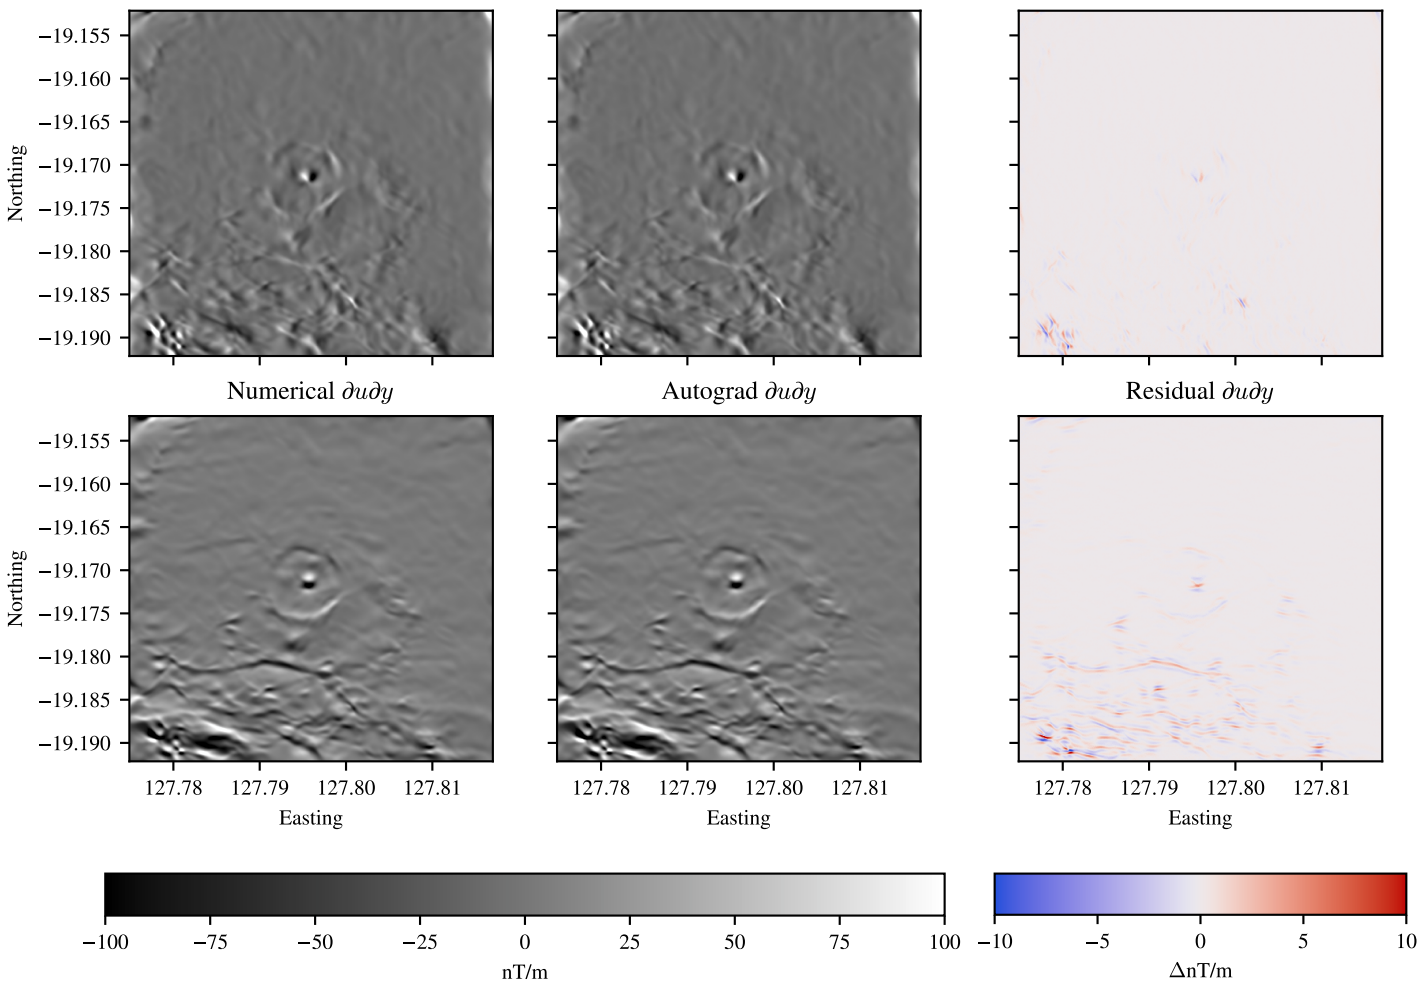 −19.155
−19.160
−19.165
−19.170
−19.175
−19.180
−19.185
−19.190
Northing
Numerical ∂u∂y
Autograd ∂u∂y
Residual ∂u∂y
−19.155
−19.160
−19.165
−19.170
−19.175
−19.180
−19.185
−19.190
Northing
127.78 127.79 127.80 127.81
127.78 127.79 127.80 127.81
127.78 127.79 127.80 127.81
Easting
Easting
Easting
−100 −75 −50 −25 0 25 50 75 100
nT/m
−10 −5 0 5 10
ΔnT/m